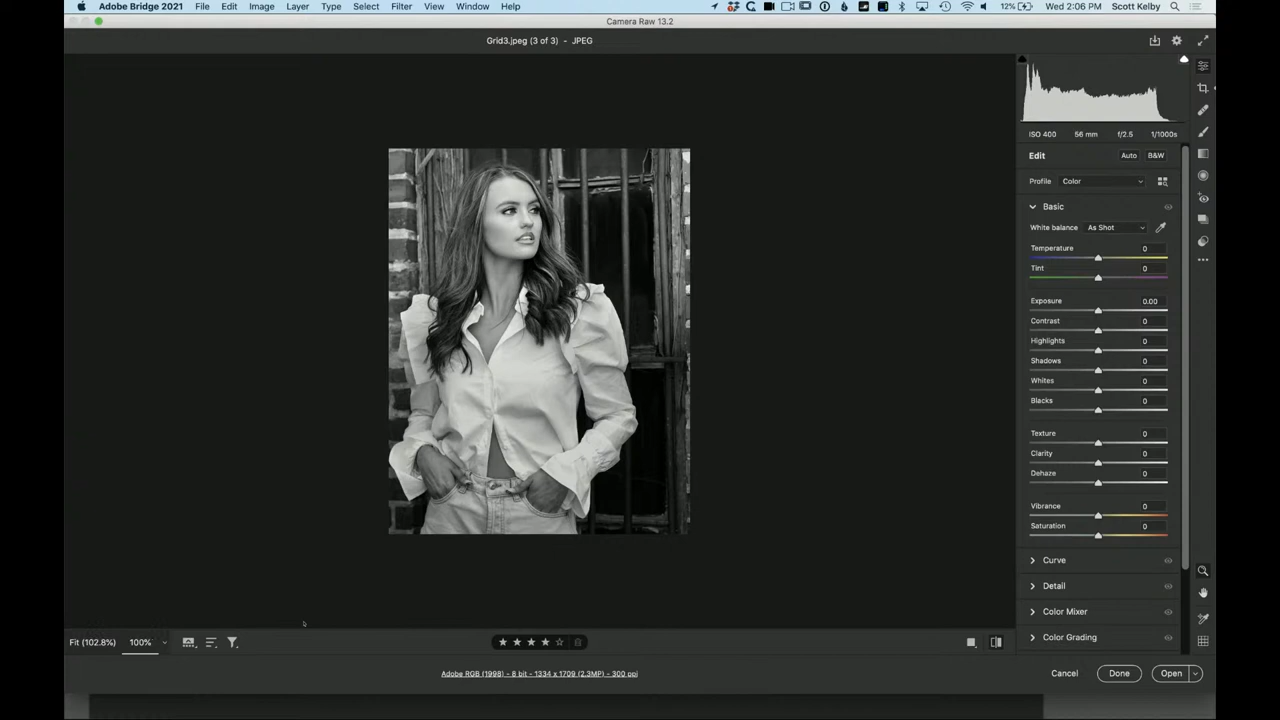 Adobe Bridge 2021 File Edit Image Layer Type Select Filter View Window Help 12% Wed 2:06 PM Scott Kelby
Camera Raw 13.2
Grid3.jpeg (3 of 3) - JPEG
ISO 400 56 mm f/2.5 1/1000s
Edit Auto B&W
Profile Color
Basic
White balance As Shot
Temperature 0
Tint 0
Exposure 0.00
Contrast 0
Highlights 0
Shadows 0
Whites 0
Blacks 0
Texture 0
Clarity 0
Dehaze 0
Vibrance 0
Saturation 0
Curve
Detail
Color Mixer
Color Grading
Fit (102.8%) 100%
Adobe RGB (1998) - 8 bit - 1334 x 1709 (2.3MP) - 300 ppi
Cancel Done Open